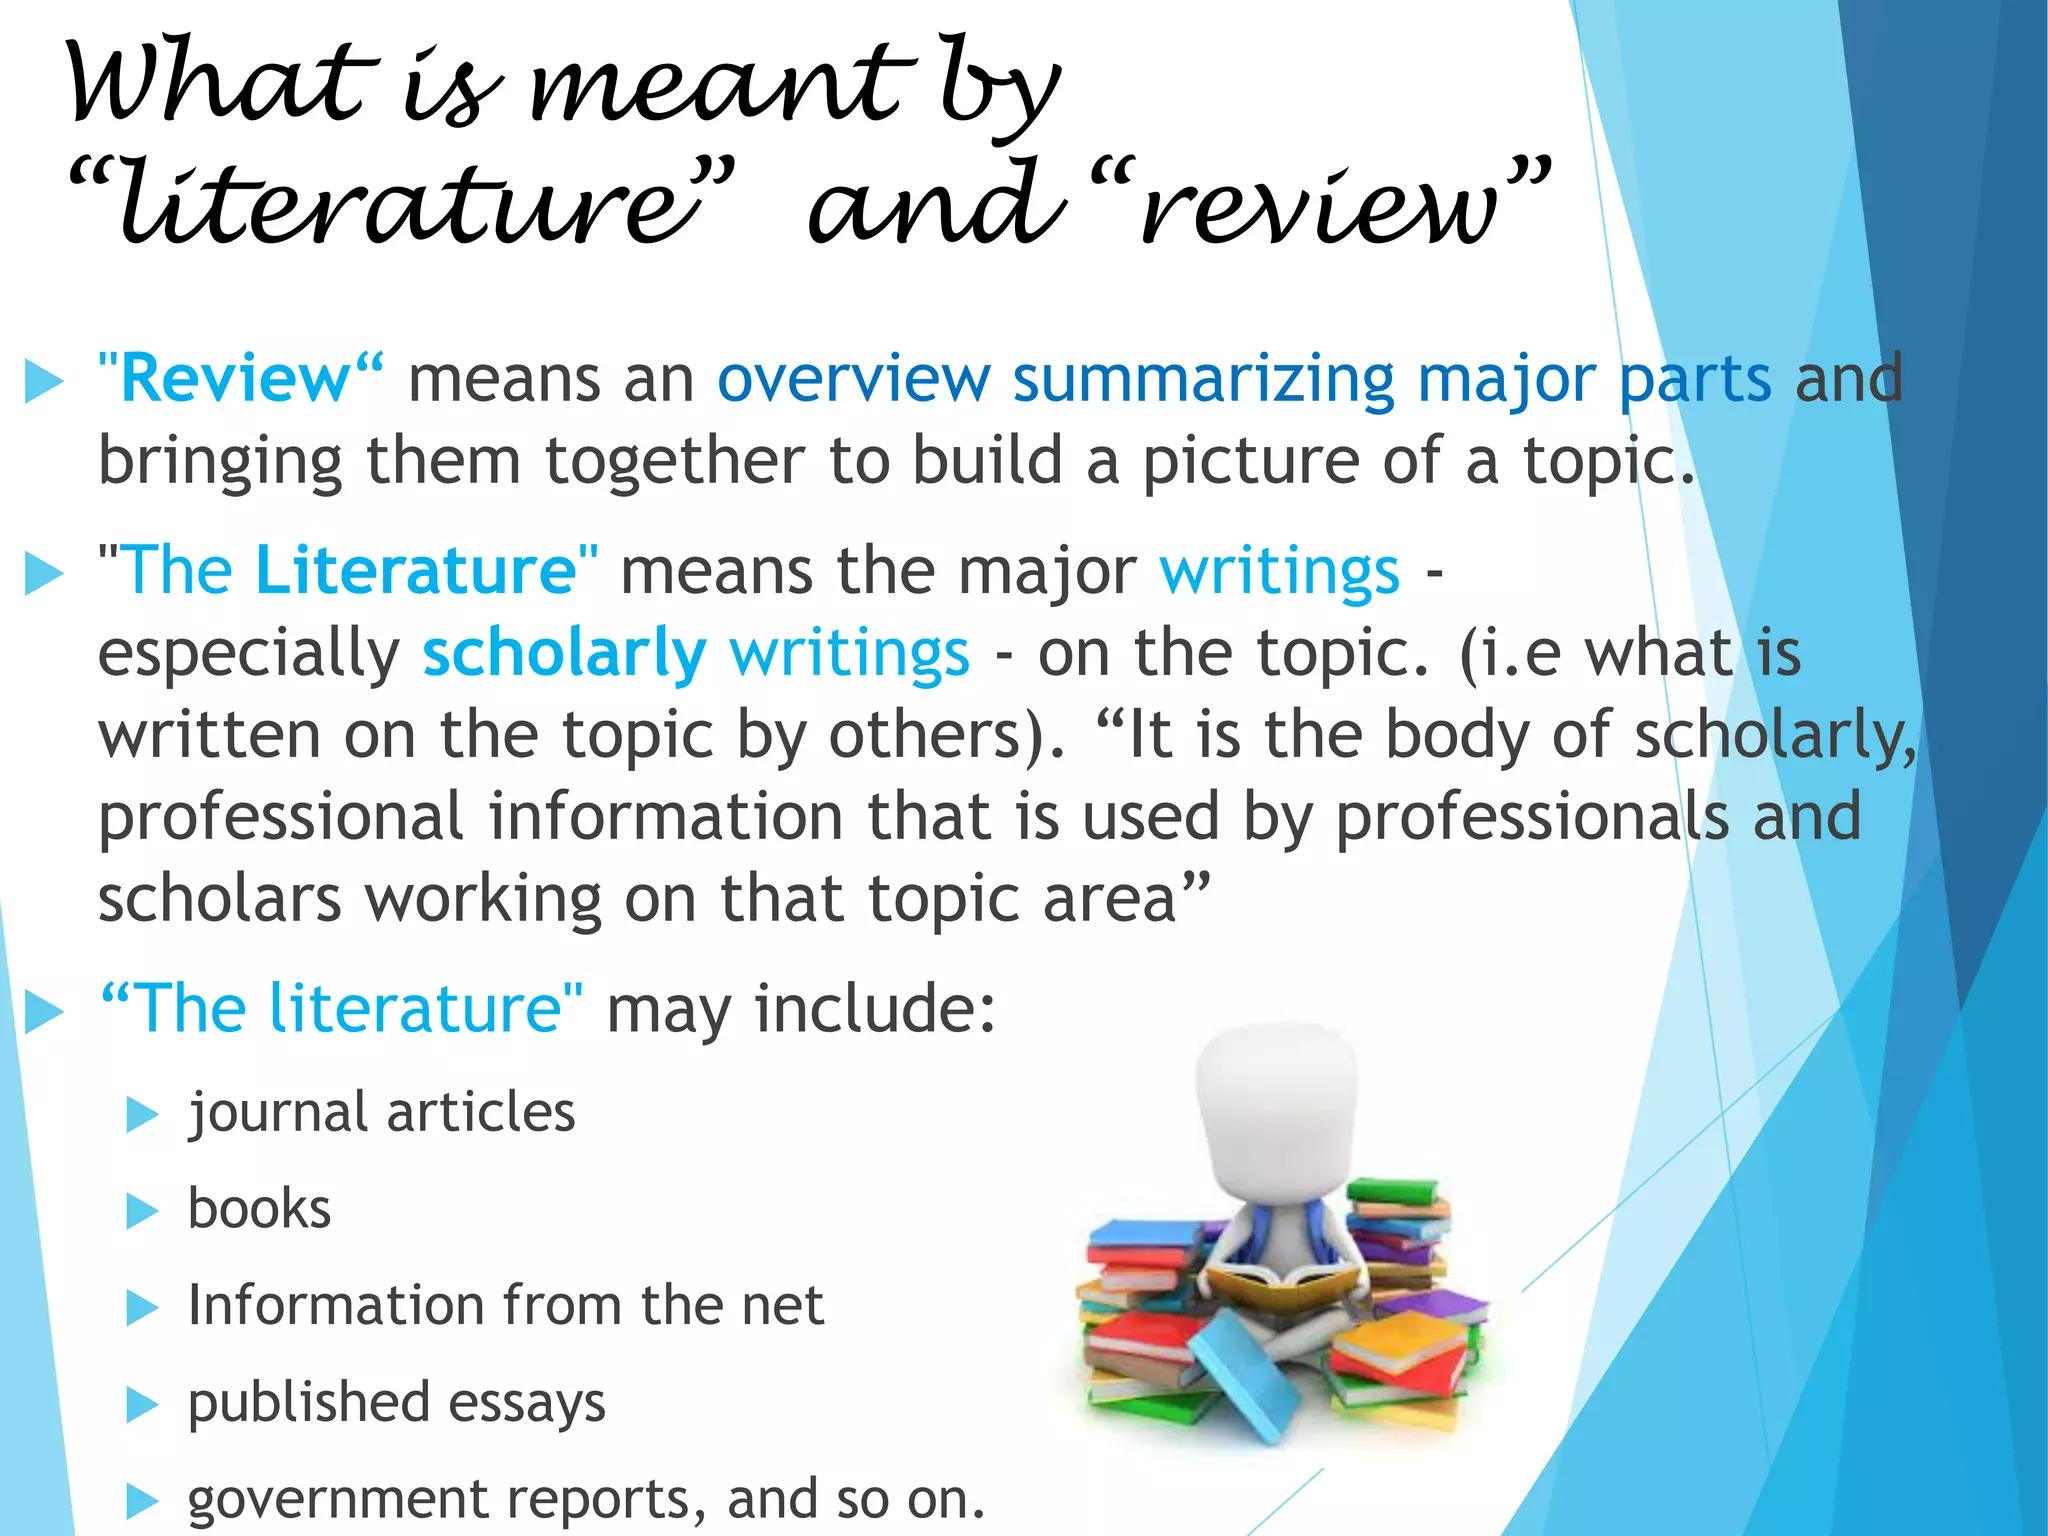 What is meant by
“literature” and “review”
"Review“ means an overview summarizing major parts and
bringing them together to build a picture of a topic.
"The Literature" means the major writings -
especially scholarly writings - on the topic. (i.e what is
written on the topic by others). “It is the body of scholarly,
professional information that is used by professionals and
scholars working on that topic area”
“The literature" may include:
journal articles
books
Information from the net
published essays
government reports, and so on.